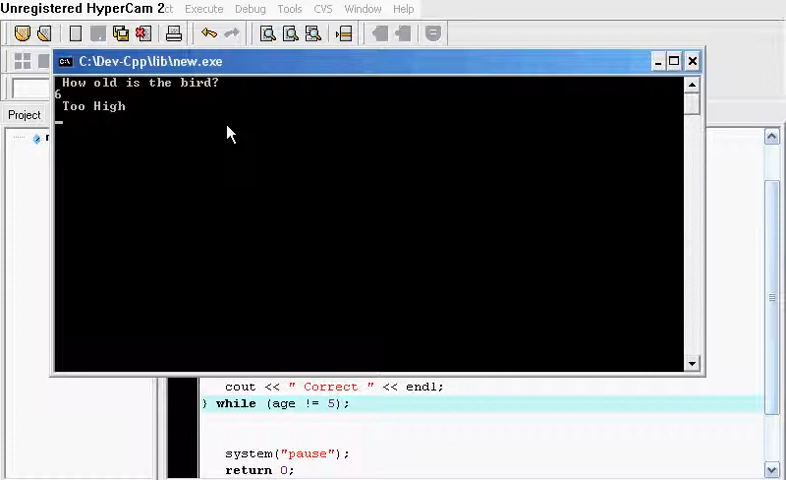 Unregistered HyperCam 2
ct Execute Debug Tools CVS Window Help
C:\Dev-Cpp\lib\new.exe
How old is the bird?
6
Too High
Project
cout << " Correct " << endl;
} while (age != 5);
system("pause");
return 0;